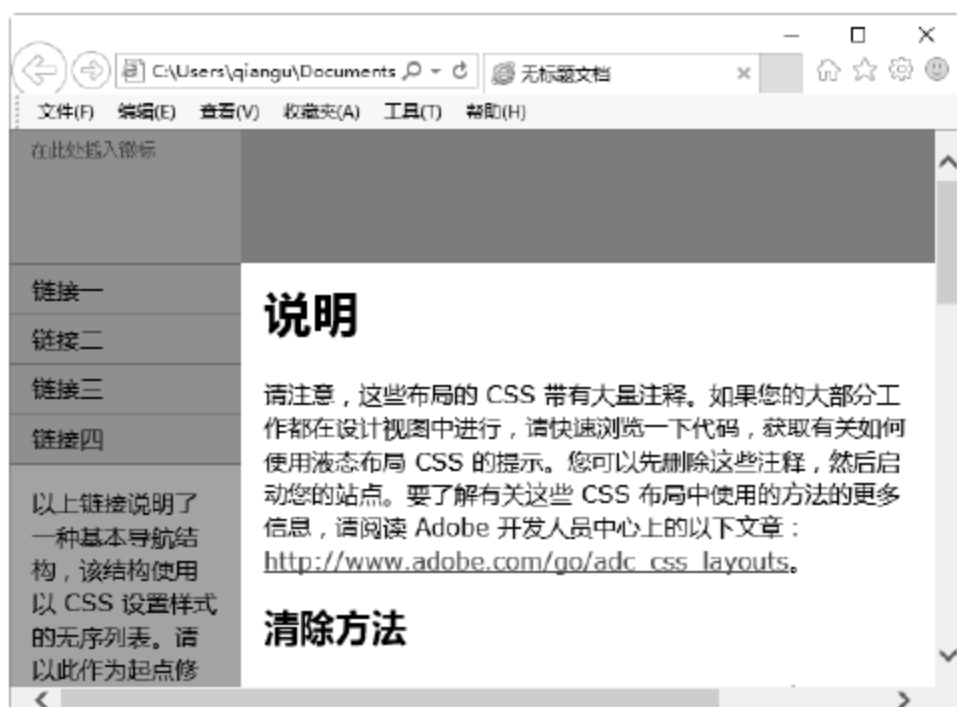 C:\Users\qiangu\Documents
无标题文档
文件(F) 编辑(E) 查看(V) 收藏夹(A) 工具(T) 帮助(H)
在此处插入徽标
链接一
链接二
链接三
链接四
以上链接说明了
一种基本导航结
构，该结构使用
以 CSS 设置样式
的无序列表。请
以此作为起点修
说明
请注意，这些布局的 CSS 带有大量注释。如果您的大部分工
作都在设计视图中进行，请快速浏览一下代码，获取有关如何
使用液态布局 CSS 的提示。您可以先删除这些注释，然后启
动您的站点。要了解有关这些 CSS 布局中使用的方法的更多
信息，请阅读 Adobe 开发人员中心上的以下文章：
http://www.adobe.com/go/adc_css_layouts。
清除方法